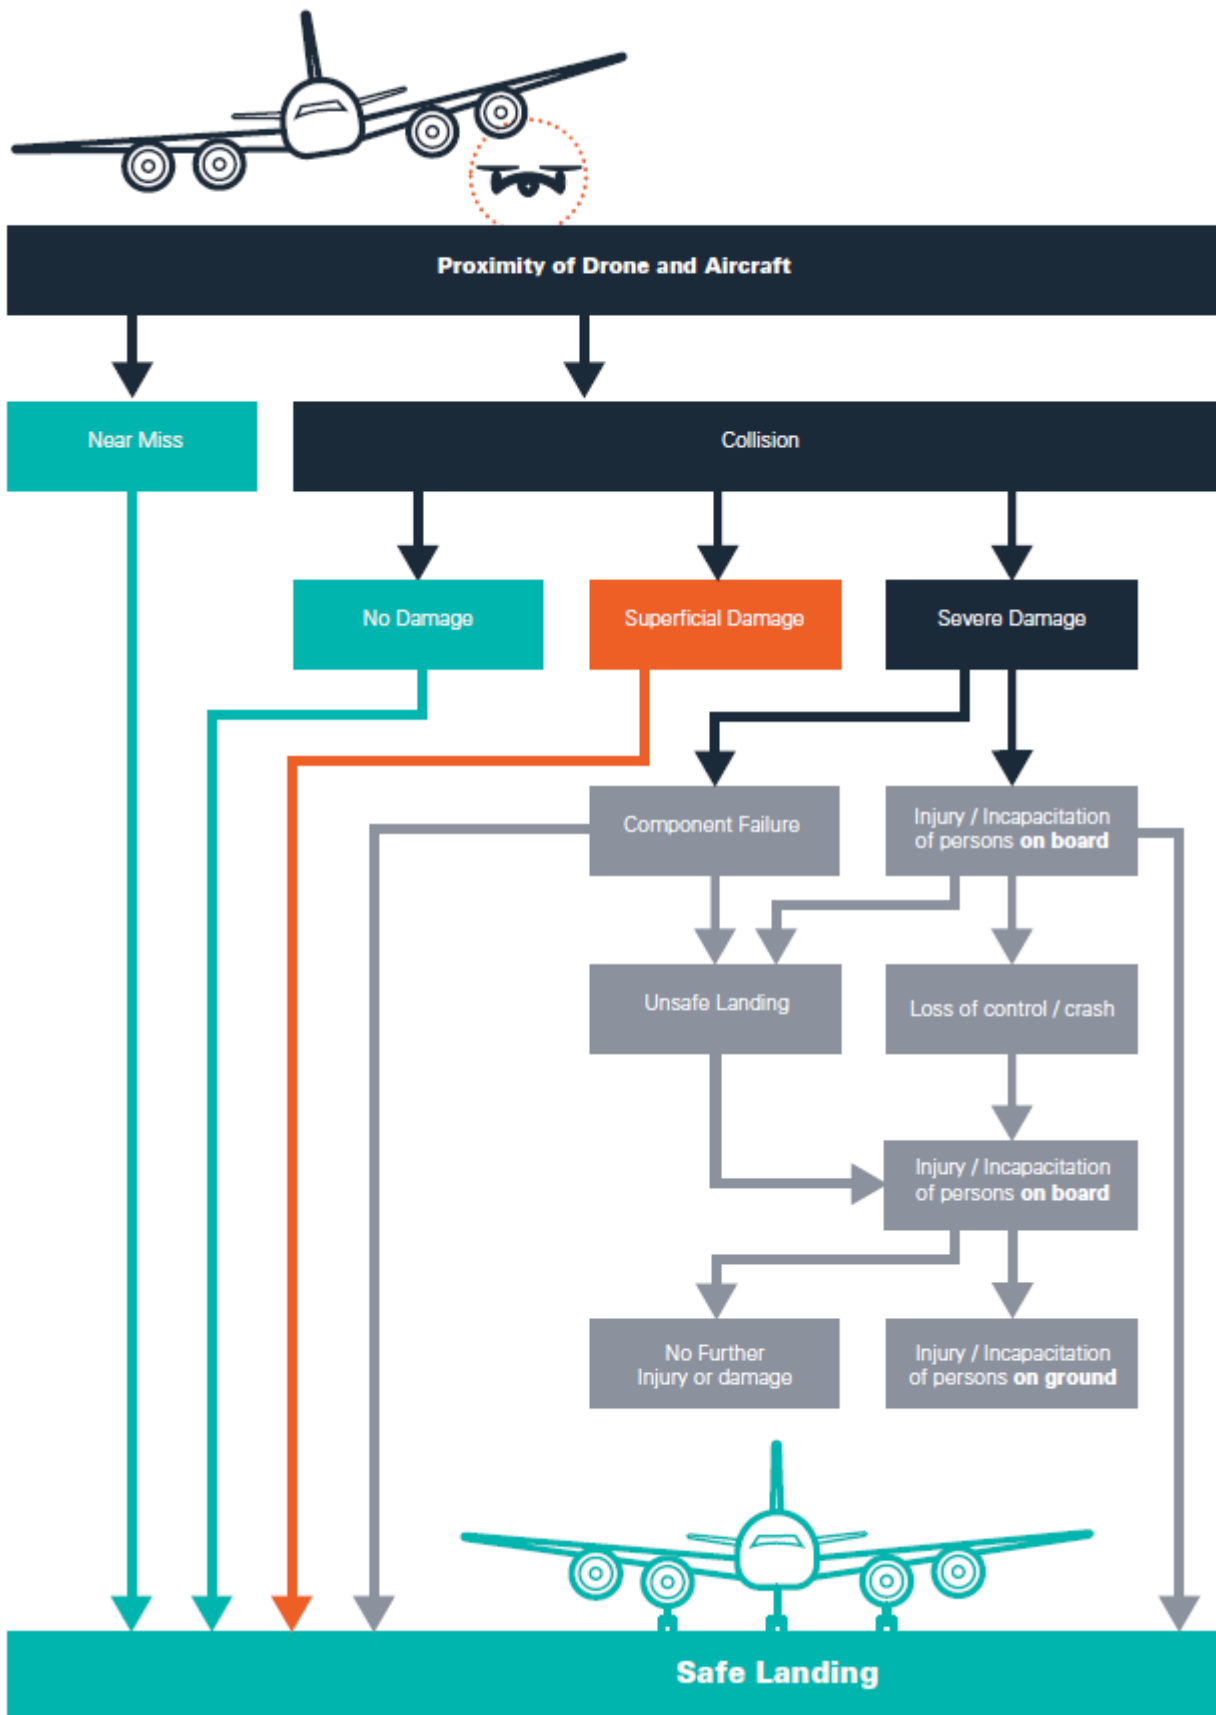 Proximity of Drone and Aircraft
Near Miss
Collision
No Damage
Superficial Damage
Severe Damage
Component Failure
Injury / Incapacitation
of persons on board
Unsafe Landing
Loss of control / crash
Injury / Incapacitation
of persons on board
No Further
Injury or damage
Injury / Incapacitation
of persons on ground
Safe Landing